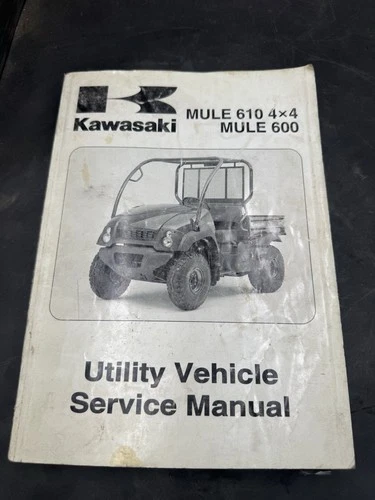 Kawasaki
MULE 610 4×4
MULE 600
Utility Vehicle
Service Manual